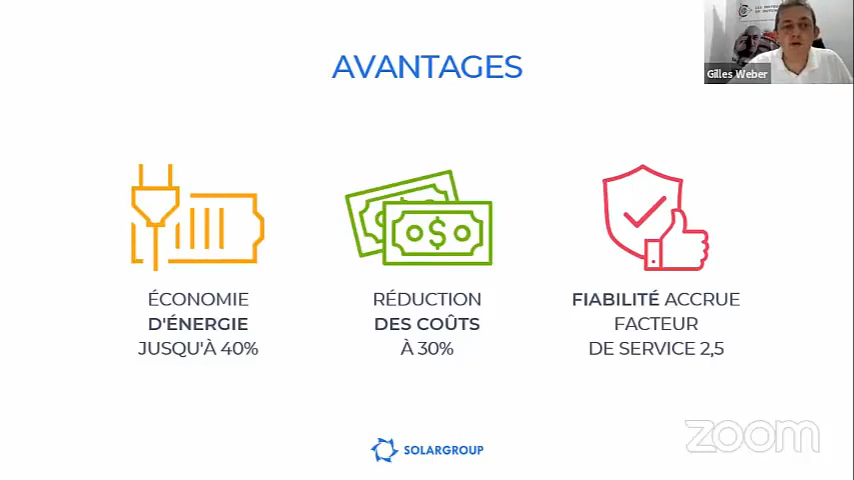 AVANTAGES
Gilles Weber
ÉCONOMIE
D'ÉNERGIE
JUSQU'À 40%
RÉDUCTION
DES COÛTS
À 30%
FIABILITÉ ACCRUE
FACTEUR
DE SERVICE 2,5
SOLARGROUP
zoom